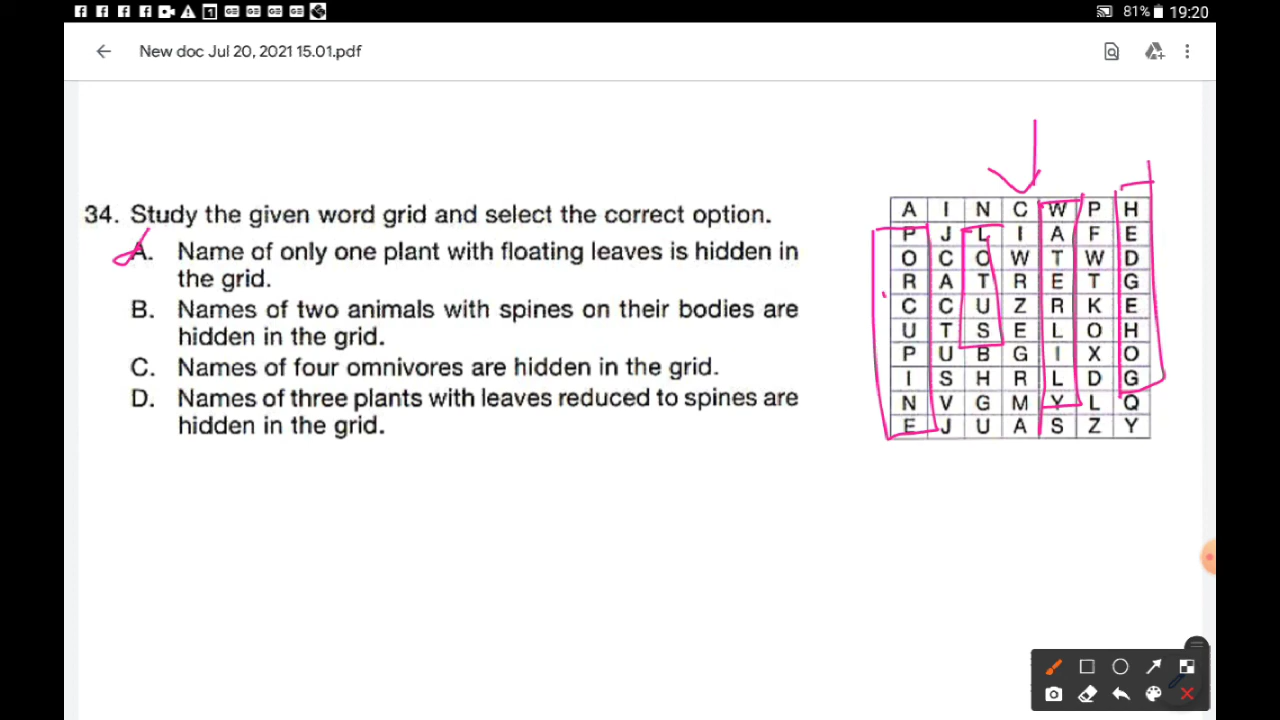 81% 19:20
New doc Jul 20, 2021 15.01.pdf
34. Study the given word grid and select the correct option.
A. Name of only one plant with floating leaves is hidden in
the grid.
B. Names of two animals with spines on their bodies are
hidden in the grid.
C. Names of four omnivores are hidden in the grid.
D. Names of three plants with leaves reduced to spines are
hidden in the grid.
A I N C W P H
P J L I A F E
O C O W T W D
R A T R E T G
C C U Z R K E
U T S E L O H
P U B G I X O
I S H R L D G
N V G M Y L Q
E J U A S Z Y